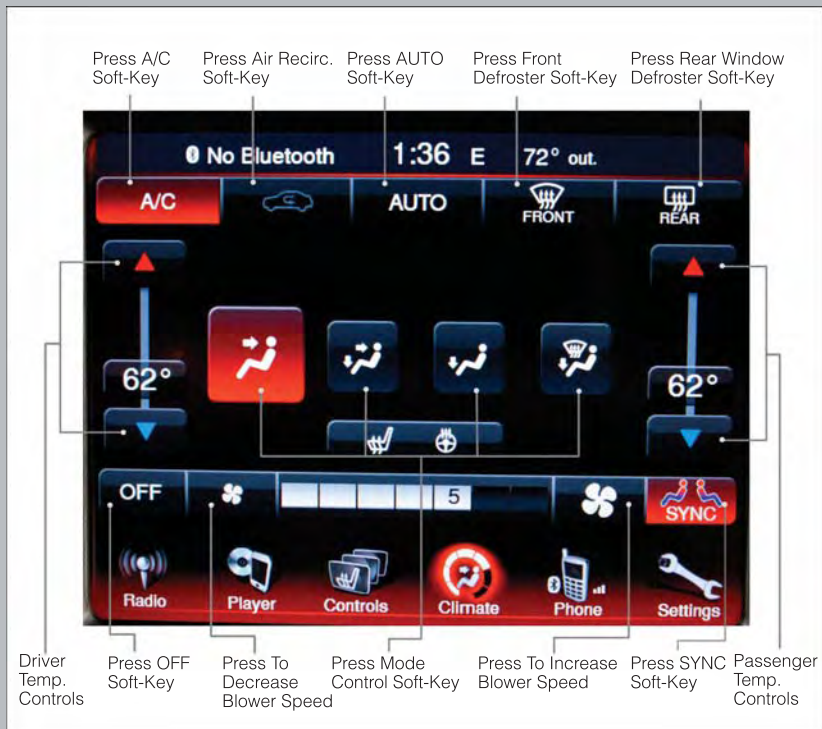 Press A/C
Soft-Key
Press Air Recirc.
Soft-Key
Press AUTO
Soft-Key
Press Front
Defroster Soft-Key
Press Rear Window
Defroster Soft-Key
No Bluetooth
1:36 E
72° out.
A/C
AUTO
FRONT
REAR
62°
62°
OFF
5
SYNC
Radio
Player
Controls
Climate
Phone
Settings
Driver
Temp.
Controls
Press OFF
Soft-Key
Press To
Decrease
Blower Speed
Press Mode
Control Soft-Key
Press To Increase
Blower Speed
Press SYNC
Soft-Key
Passenger
Temp.
Controls